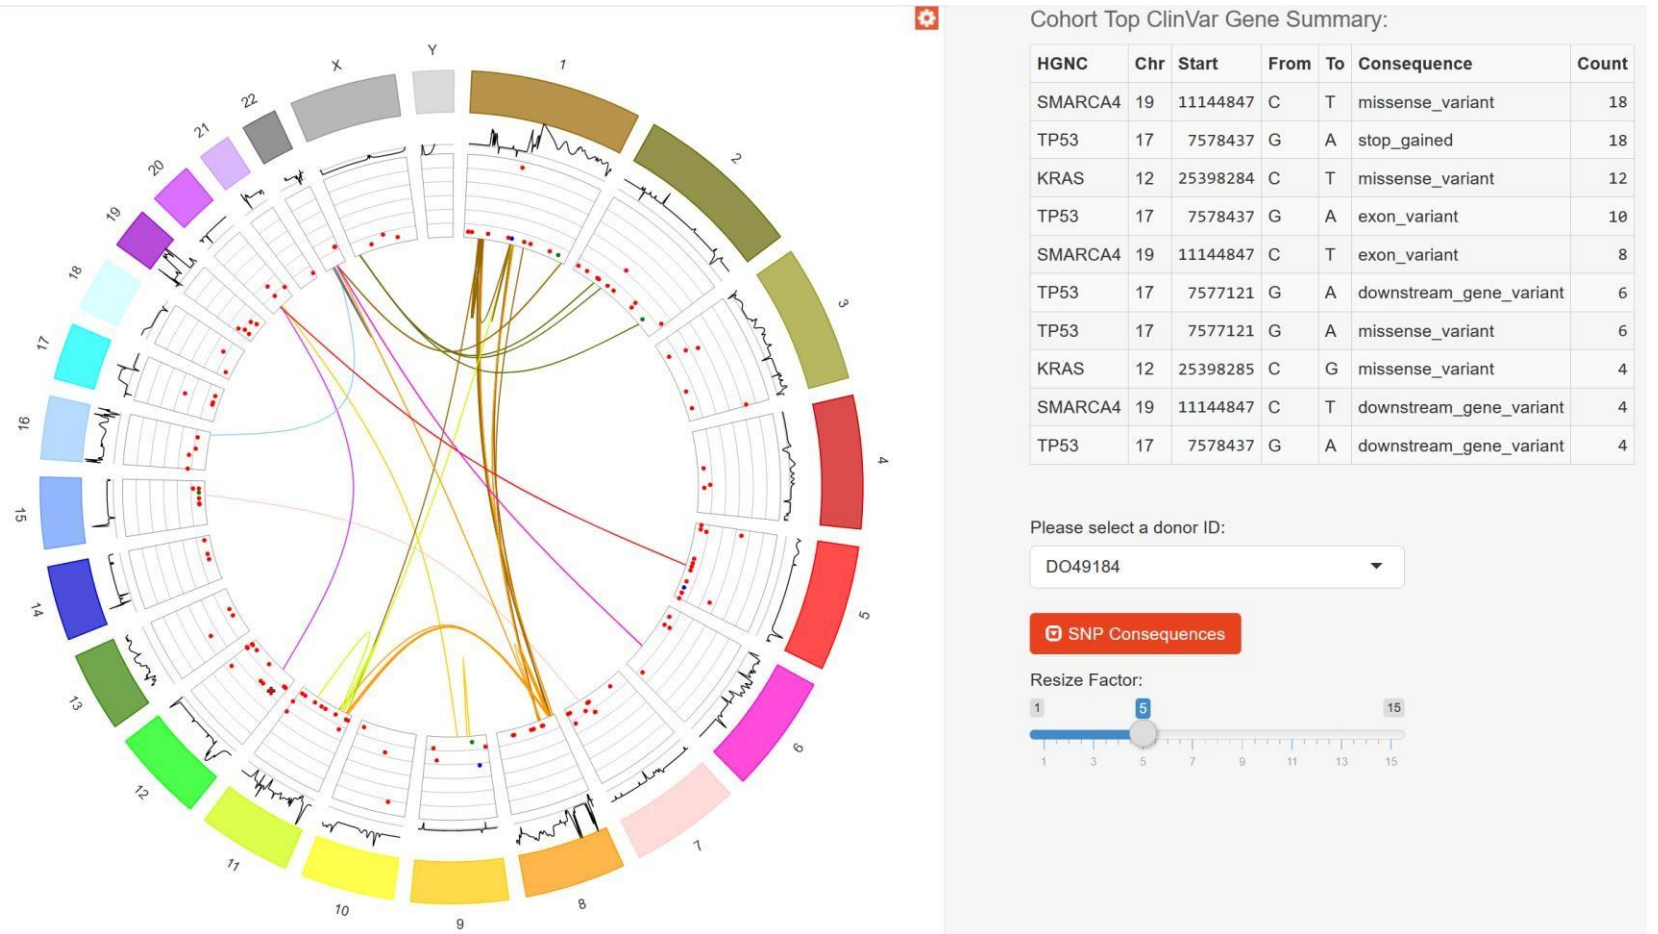 Y
X
1
22
21
2
20
19
18
3
17
16
4
15
14
5
13
6
12
7
11
8
10
9
Cohort Top ClinVar Gene Summary:
HGNC Chr Start From To Consequence Count
SMARCA4 19 11144847 C T missense_variant 18
TP53 17 7578437 G A stop_gained 18
KRAS 12 25398284 C T missense_variant 12
TP53 17 7578437 G A exon_variant 10
SMARCA4 19 11144847 C T exon_variant 8
TP53 17 7577121 G A downstream_gene_variant 6
TP53 17 7577121 G A missense_variant 6
KRAS 12 25398285 C G missense_variant 4
SMARCA4 19 11144847 C T downstream_gene_variant 4
TP53 17 7578437 G A downstream_gene_variant 4
Please select a donor ID:
DO49184
SNP Consequences
Resize Factor:
1 5 15
1 3 5 7 9 11 13 15